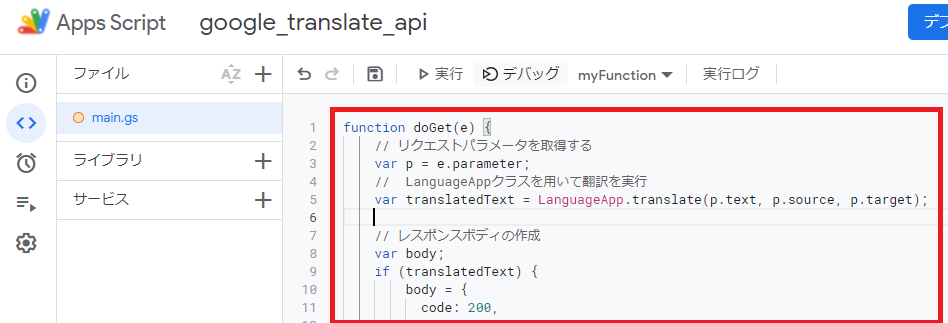 Apps Script google_translate_api デプ
ファイル AZ
main.gs
ライブラリ
サービス
実行 デバッグ myFunction 実行ログ
1 function doGet(e) {
2 // リクエストパラメータを取得する
3 var p = e.parameter;
4 // LanguageAppクラスを用いて翻訳を実行
5 var translatedText = LanguageApp.translate(p.text, p.source, p.target);
6
7 // レスポンスボディの作成
8 var body;
9 if (translatedText) {
10 body = {
11 code: 200,